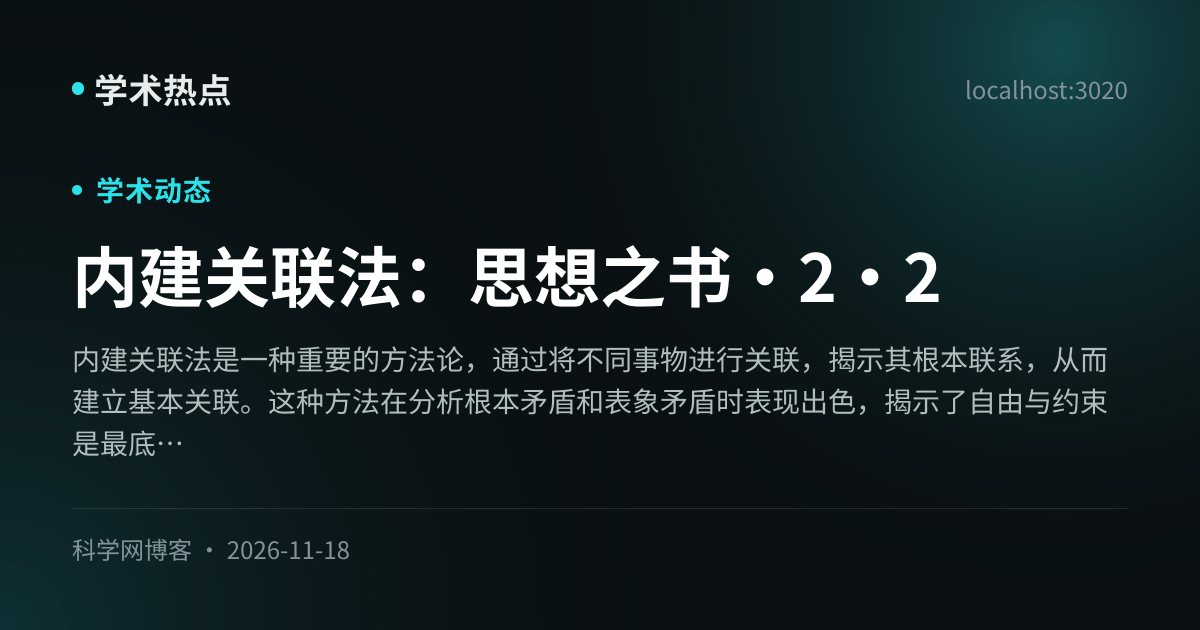 学术热点
localhost:3020
学术动态
内建关联法：思想之书·2·2
内建关联法是一种重要的方法论，通过将不同事物进行关联，揭示其根本联系，从而
建立基本关联。这种方法在分析根本矛盾和表象矛盾时表现出色，揭示了自由与约束
是最底…
科学网博客 · 2026-11-18